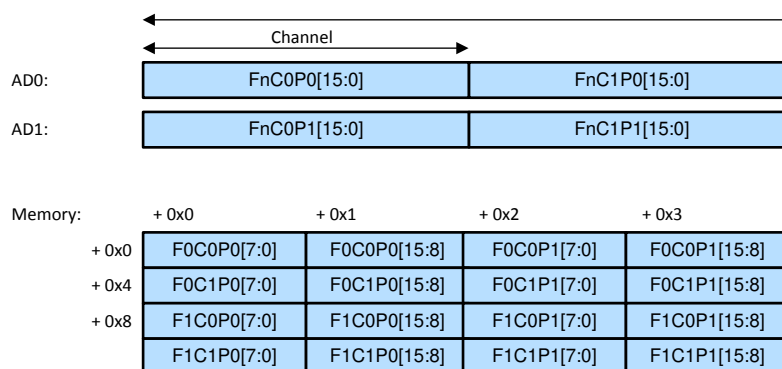 Channel
AD0: FnC0P0[15:0] FnC1P0[15:0]
AD1: FnC0P1[15:0] FnC1P1[15:0]
Memory: + 0x0 + 0x1 + 0x2 + 0x3
+ 0x0 F0C0P0[7:0] F0C0P0[15:8] F0C0P1[7:0] F0C0P1[15:8]
+ 0x4 F0C1P0[7:0] F0C1P0[15:8] F0C1P1[7:0] F0C1P1[15:8]
+ 0x8 F1C0P0[7:0] F1C0P0[15:8] F1C0P1[7:0] F1C0P1[15:8]
F1C1P0[7:0] F1C1P0[15:8] F1C1P1[7:0] F1C1P1[15:8]